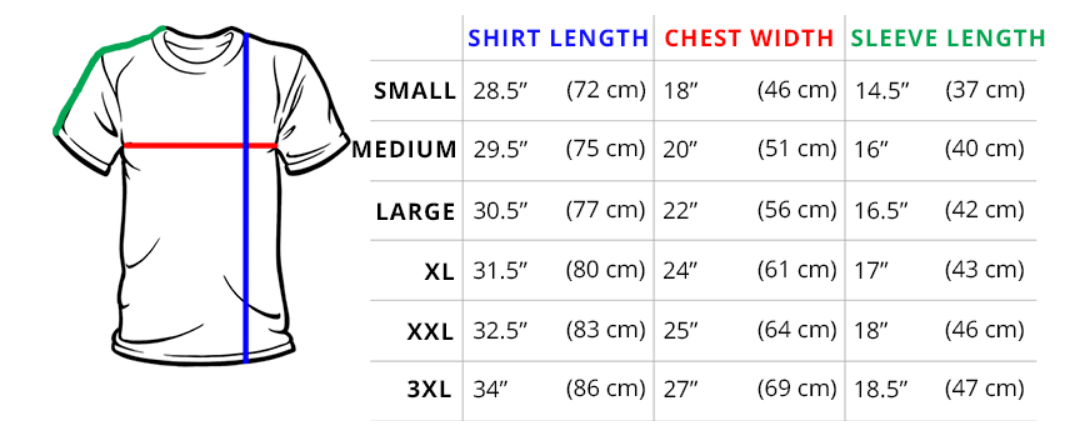 SHIRT LENGTH CHEST WIDTH SLEEVE LENGTH
SMALL 28.5” (72 cm) 18” (46 cm) 14.5” (37 cm)
MEDIUM 29.5” (75 cm) 20” (51 cm) 16” (40 cm)
LARGE 30.5” (77 cm) 22” (56 cm) 16.5” (42 cm)
XL 31.5” (80 cm) 24” (61 cm) 17” (43 cm)
XXL 32.5” (83 cm) 25” (64 cm) 18” (46 cm)
3XL 34” (86 cm) 27” (69 cm) 18.5” (47 cm)